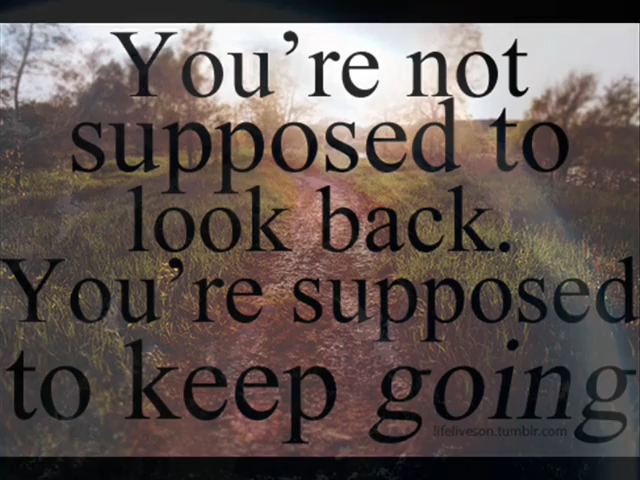 You’re not
supposed to
look back.
You’re supposed
to keep going
lifeliveson.tumblr.com